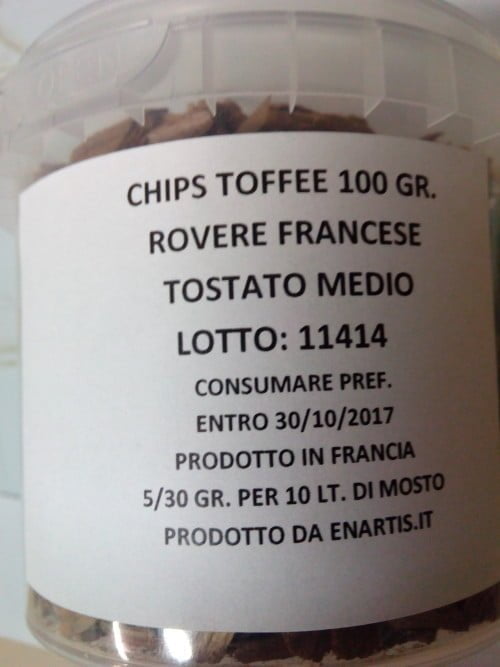 CHIPS TOFFEE 100 GR.
ROVERE FRANCESE
TOSTATO MEDIO
LOTTO: 11414
CONSUMARE PREF.
ENTRO 30/10/2017
PRODOTTO IN FRANCIA
5/30 GR. PER 10 LT. DI MOSTO
PRODOTTO DA ENARTIS.IT